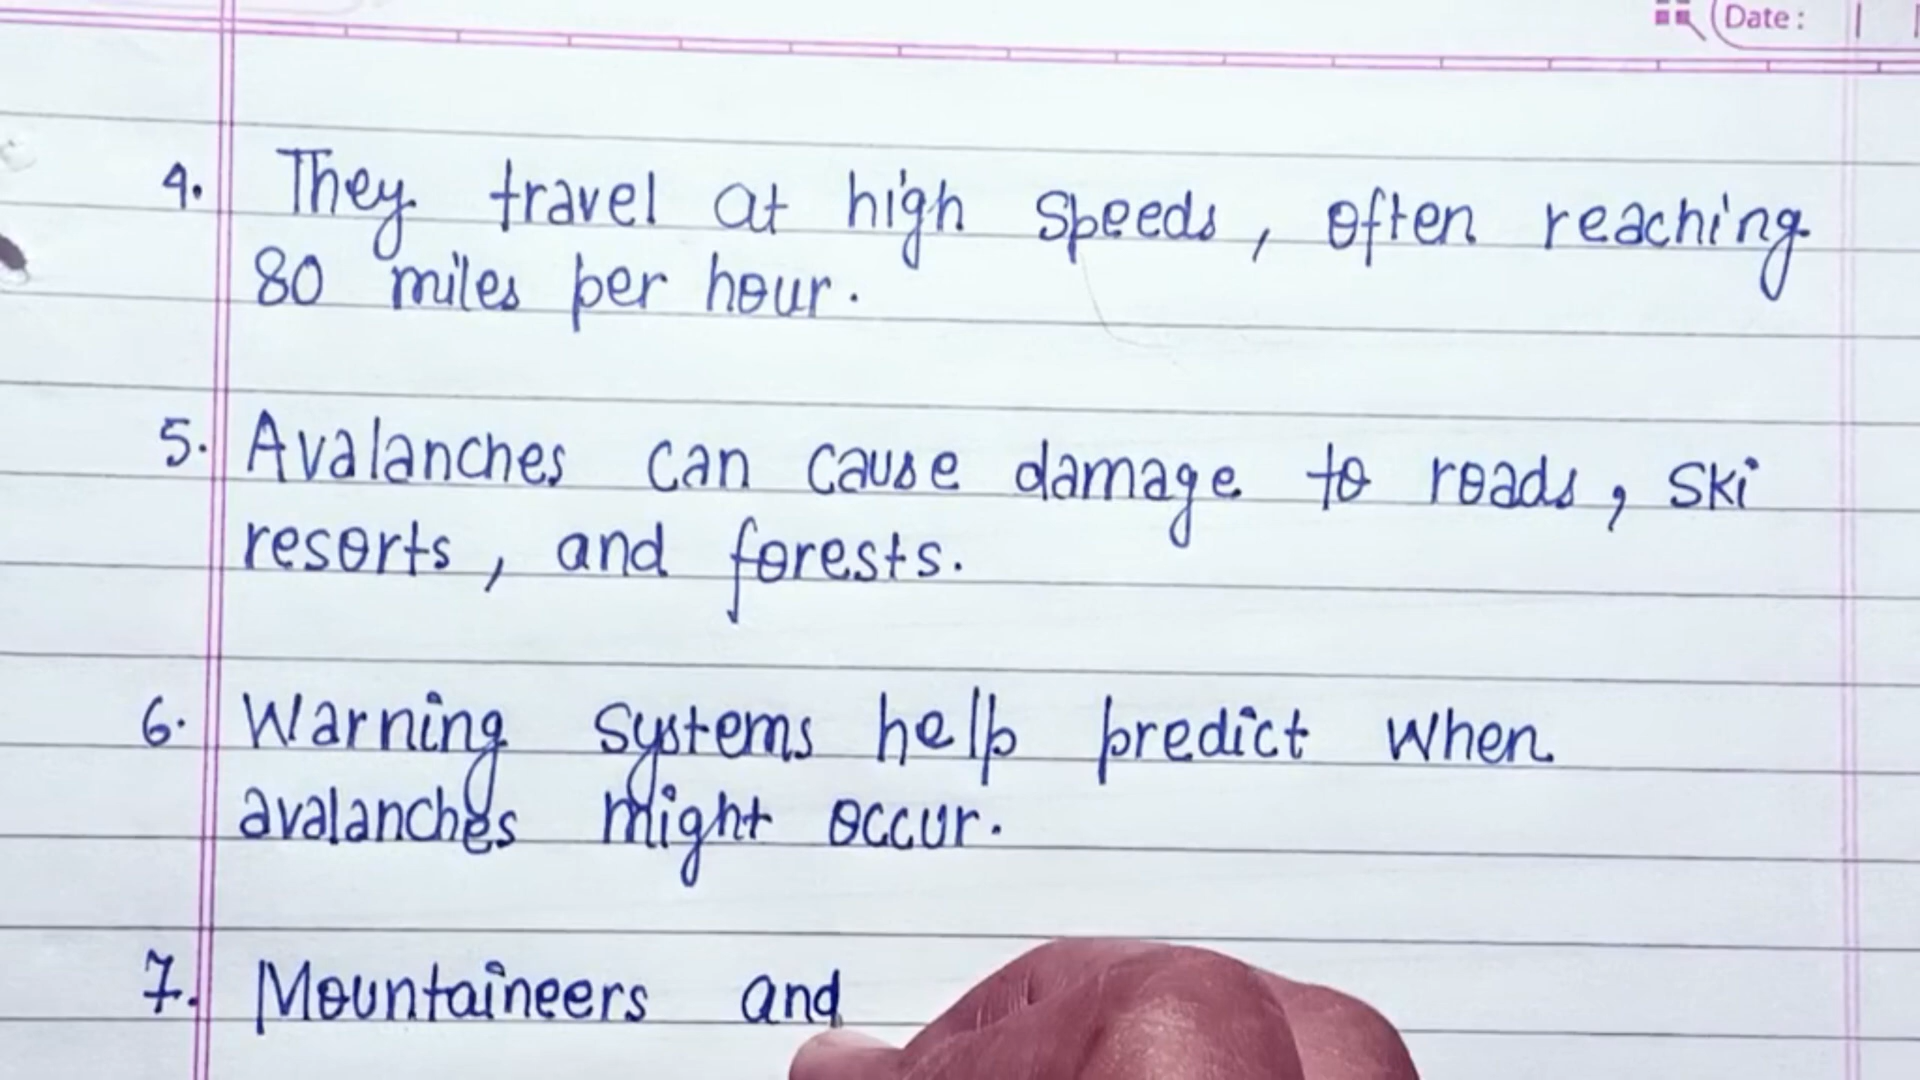 Date:
4. They travel at high speeds, often reaching
80 miles per hour.
5. Avalanches can cause damage to roads, ski
resorts, and forests.
6. Warning systems help predict when
avalanches might occur.
7. Mountaineers and